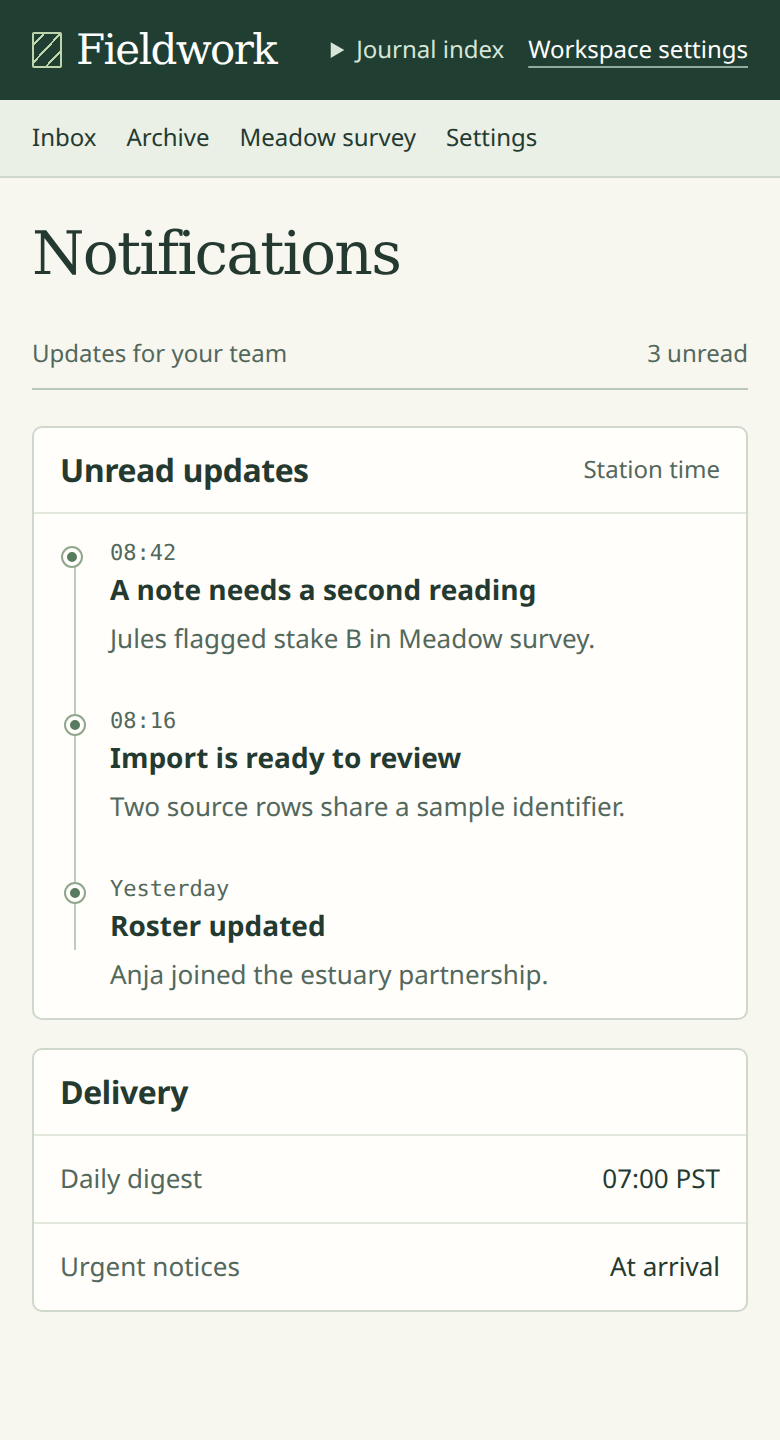 Fieldwork
Journal index
Workspace settings
Inbox Archive Meadow survey Settings
Notifications
Updates for your team
3 unread
Unread updates
Station time
08:42
A note needs a second reading
Jules flagged stake B in Meadow survey.
08:16
Import is ready to review
Two source rows share a sample identifier.
Yesterday
Roster updated
Anja joined the estuary partnership.
Delivery
Daily digest
07:00 PST
Urgent notices
At arrival